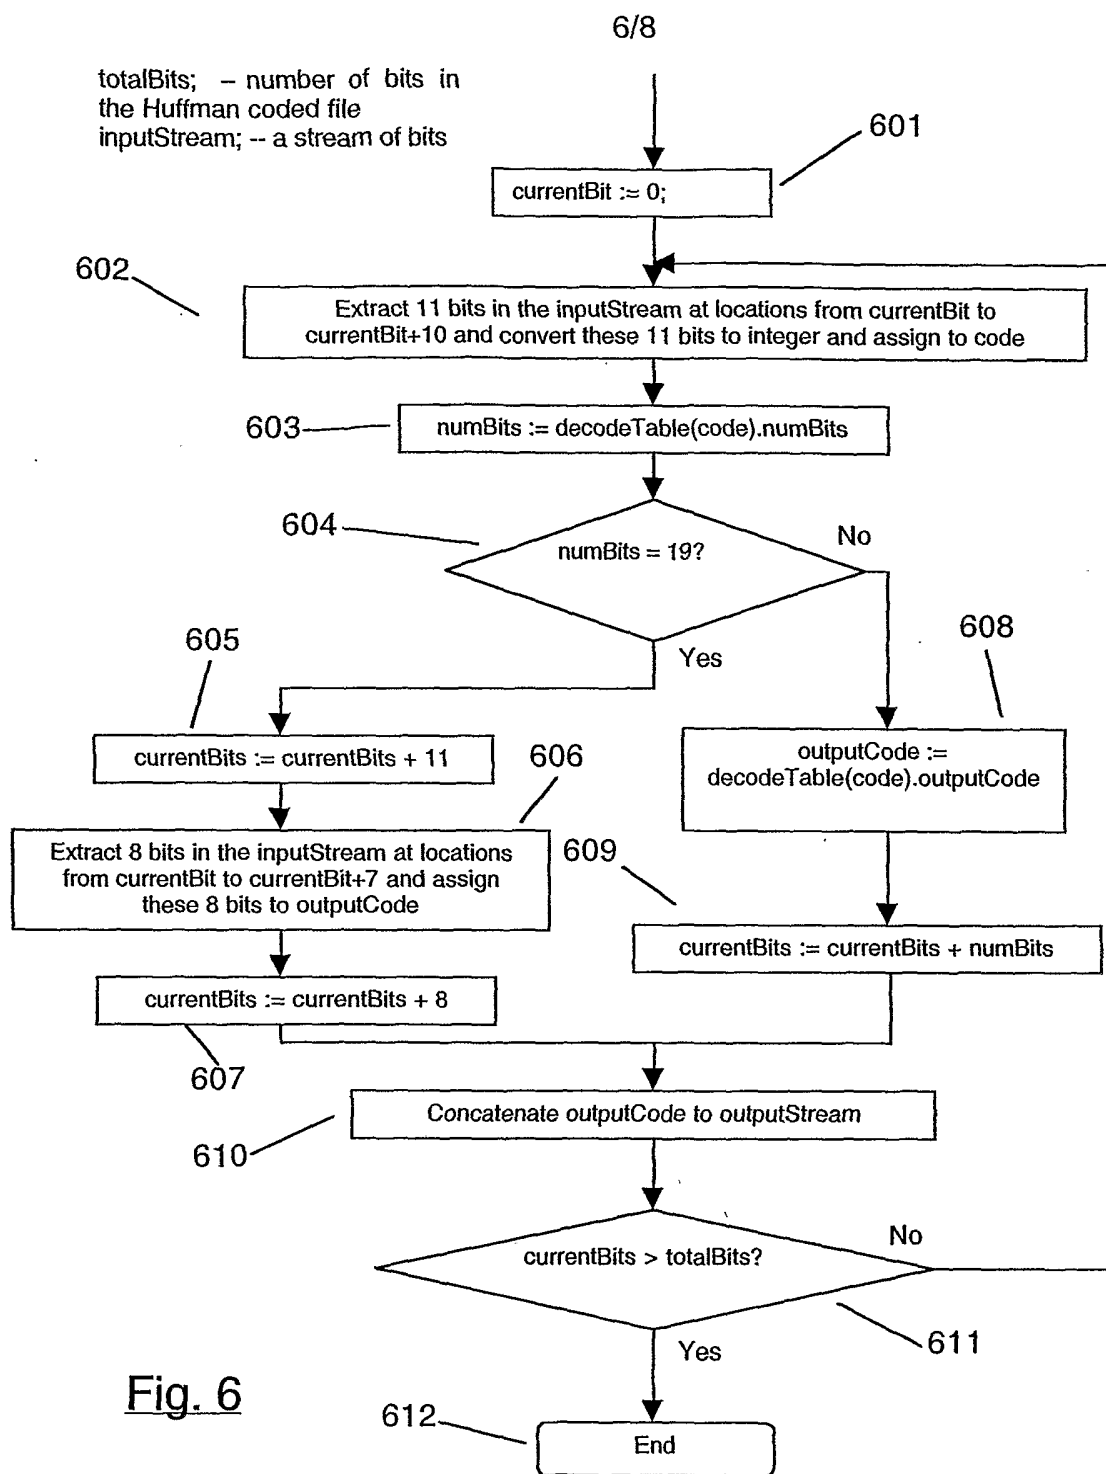 6/8
totalBits; – number of bits in
the Huffman coded file
inputStream; -- a stream of bits
601
currentBit := 0;
602
Extract 11 bits in the inputStream at locations from currentBit to
currentBit+10 and convert these 11 bits to integer and assign to code
603
numBits := decodeTable(code).numBits
604
numBits = 19?
No
Yes
605
608
currentBits := currentBits + 11
outputCode :=
decodeTable(code).outputCode
606
Extract 8 bits in the inputStream at locations
from currentBit to currentBit+7 and assign
these 8 bits to outputCode
609
currentBits := currentBits + numBits
currentBits := currentBits + 8
607
Concatenate outputCode to outputStream
610
currentBits > totalBits?
No
611
Yes
Fig. 6
612
End